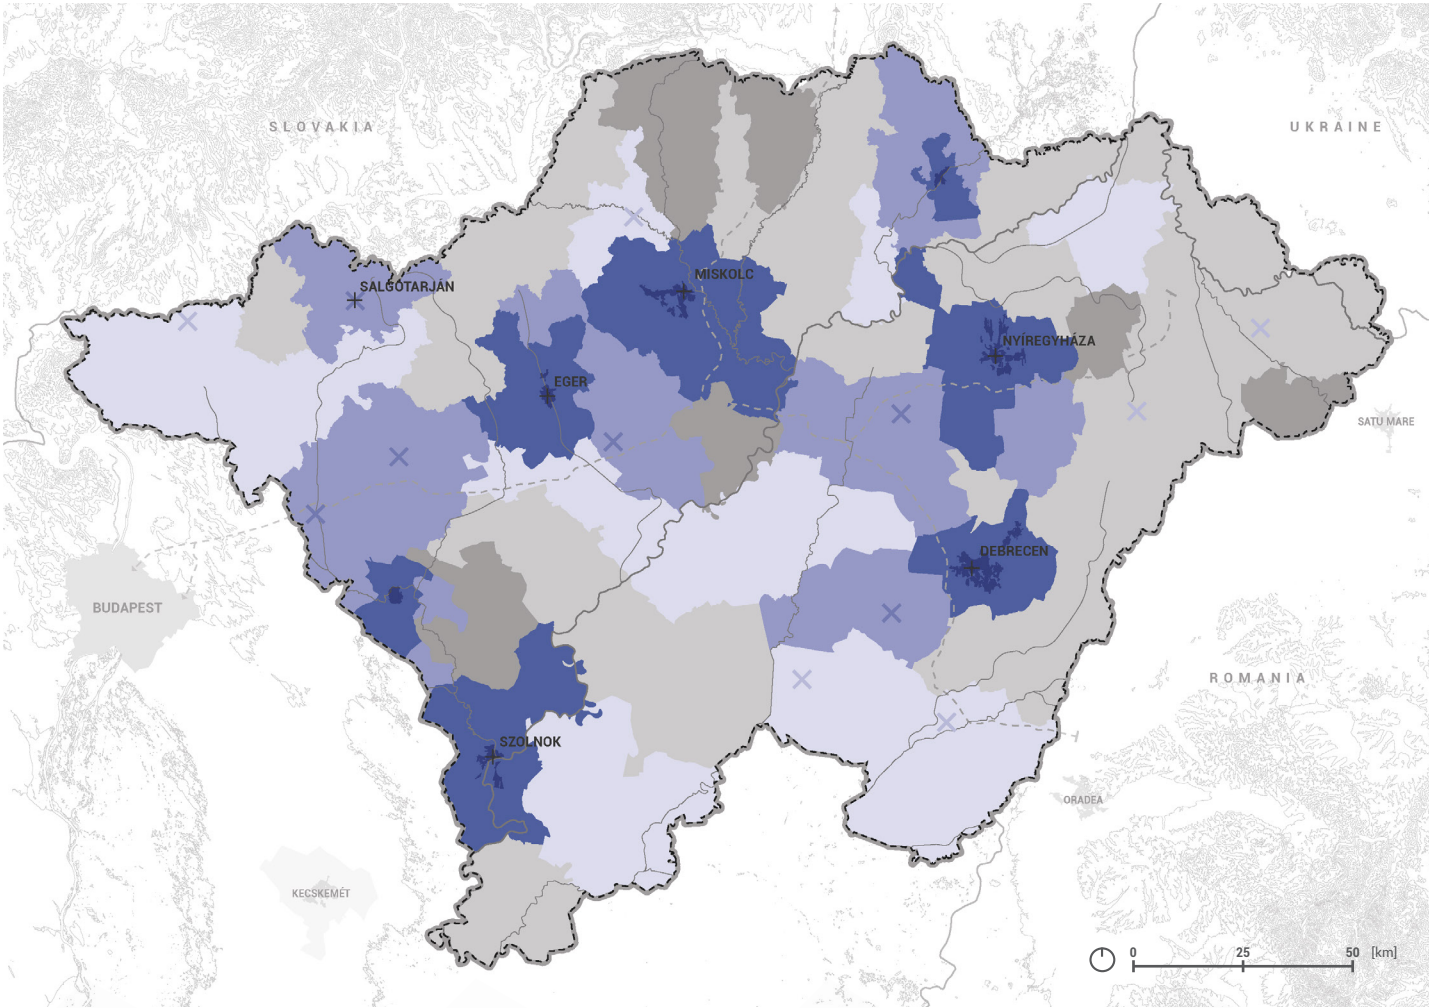 SLOVAKIA
UKRAINE
MISKOLC
SALGÓTARJÁN
NYÍREGYHÁZA
EGER
SATU MARE
DEBRECEN
BUDAPEST
ROMANIA
SZOLNOK
ORADEA
KECSKEMÉT
0 25 50 [km]